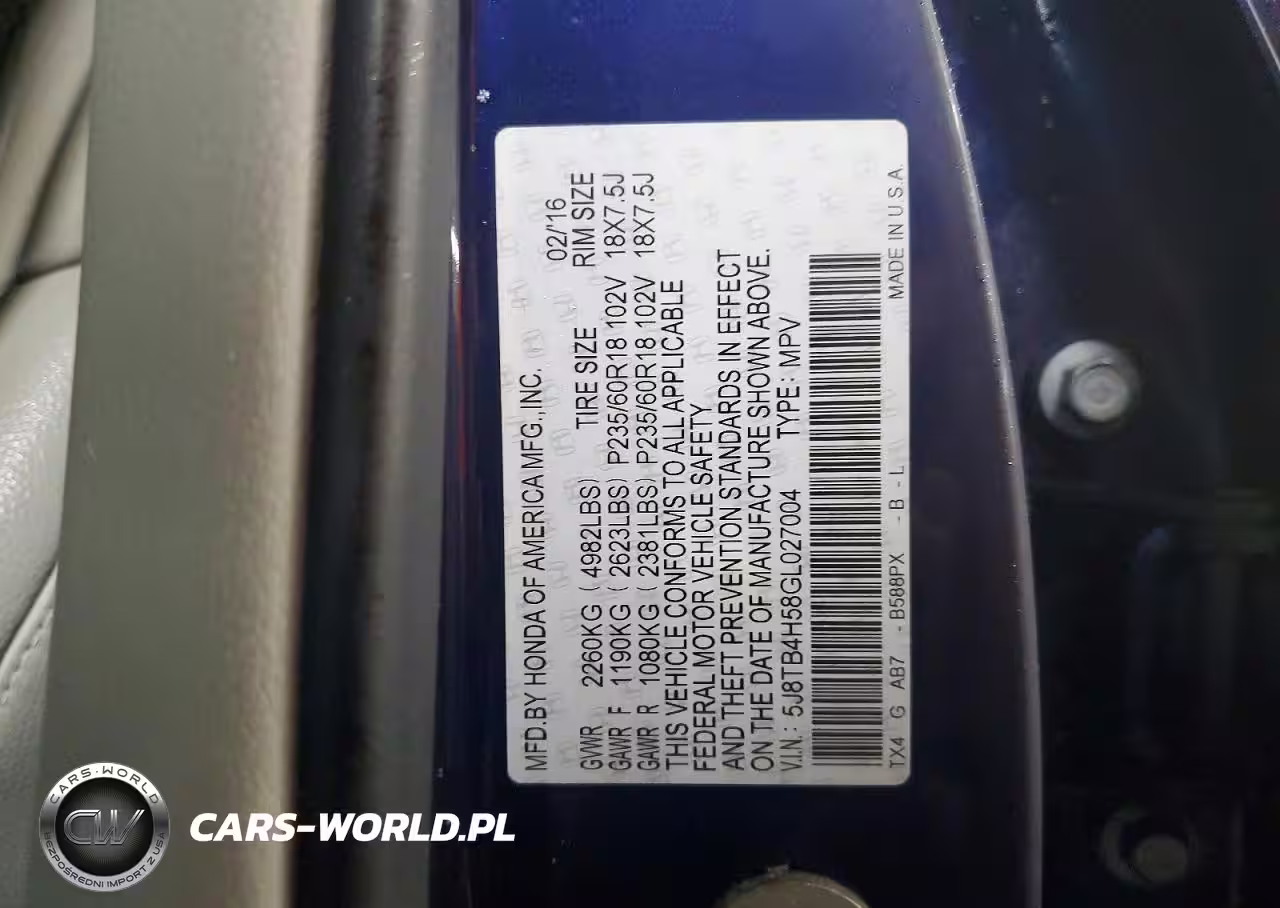 MFD.BY HONDA OF AMERICA MFG.,INC. 02/'16
TIRE SIZE RIM SIZE
GVWR 2260KG ( 4982LBS)
GAWR F 1190KG ( 2623LBS) P235/60R18 102V 18X7.5J
GAWR R 1080KG ( 2381LBS) P235/60R18 102V 18X7.5J
THIS VEHICLE CONFORMS TO ALL APPLICABLE
FEDERAL MOTOR VEHICLE SAFETY
AND THEFT PREVENTION STANDARDS IN EFFECT
ON THE DATE OF MANUFACTURE SHOWN ABOVE.
V.I.N.: 5J8TB4H58GL027004 TYPE: MPV
TX4 G AB7 - B588PX - B - L MADE IN U.S.A.
CARS-WORLD
CW
BEZPOŚREDNI IMPORT Z USA
CARS-WORLD.PL